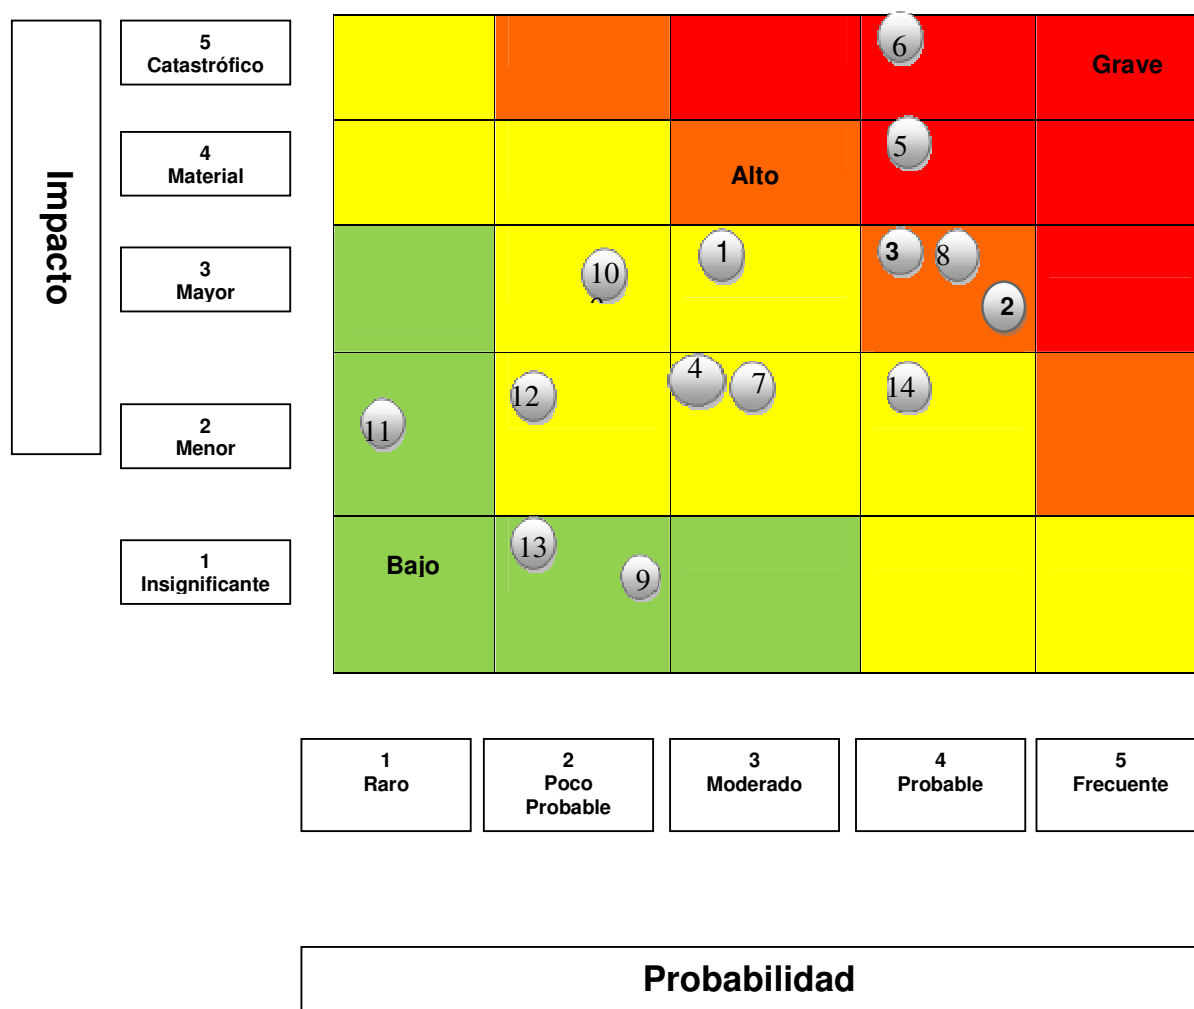 Impacto
5
Catastrófico
6
Grave
4
Material
5
Alto
3
Mayor
10
1
3
8
2
2
Menor
11
12
4
7
14
1
Insignificante
Bajo
13
9
1
Raro
2
Poco
Probable
3
Moderado
4
Probable
5
Frecuente
Probabilidad